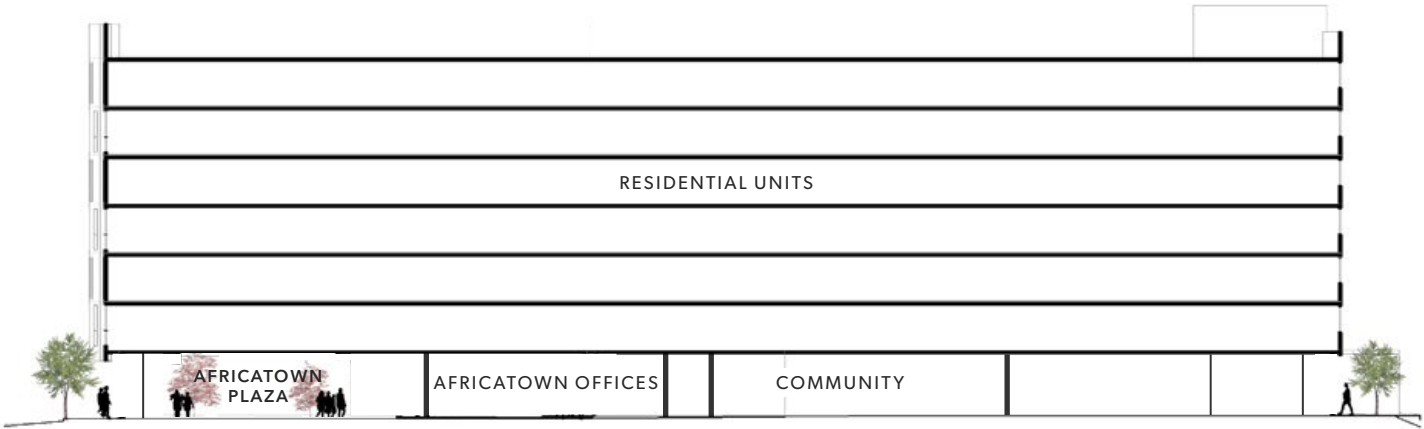 RESIDENTIAL UNITS
AFRICATOWN
PLAZA
AFRICATOWN OFFICES
COMMUNITY